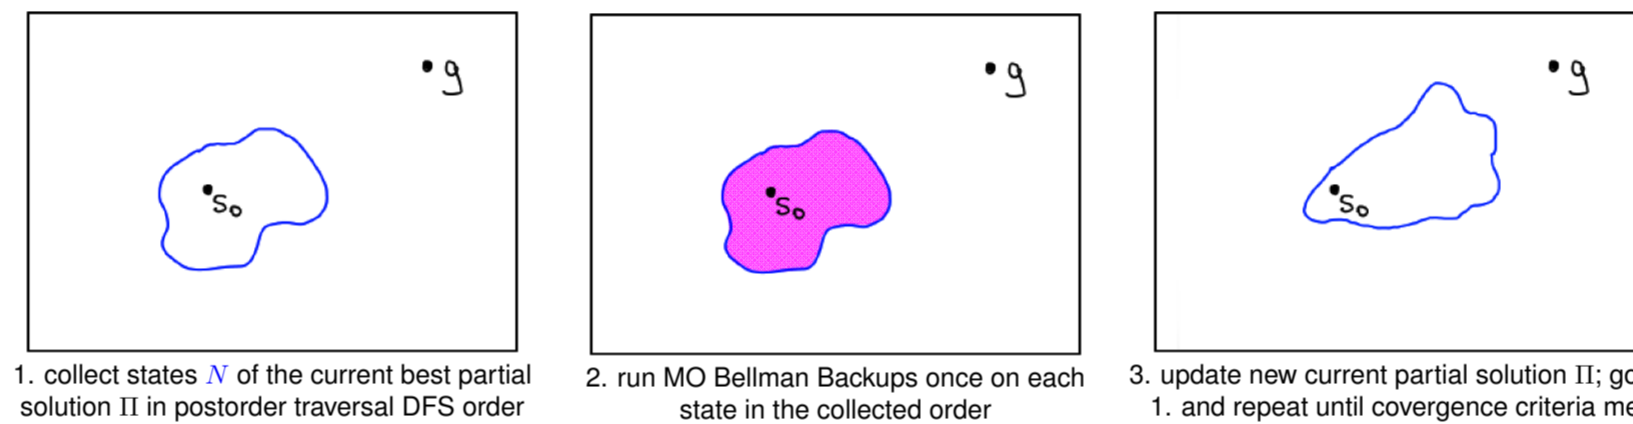 g
s0
1. collect states N of the current best partial
solution Π in postorder traversal DFS order
g
s0
2. run MO Bellman Backups once on each
state in the collected order
g
s0
3. update new current partial solution Π; go
1. and repeat until covergence criteria me